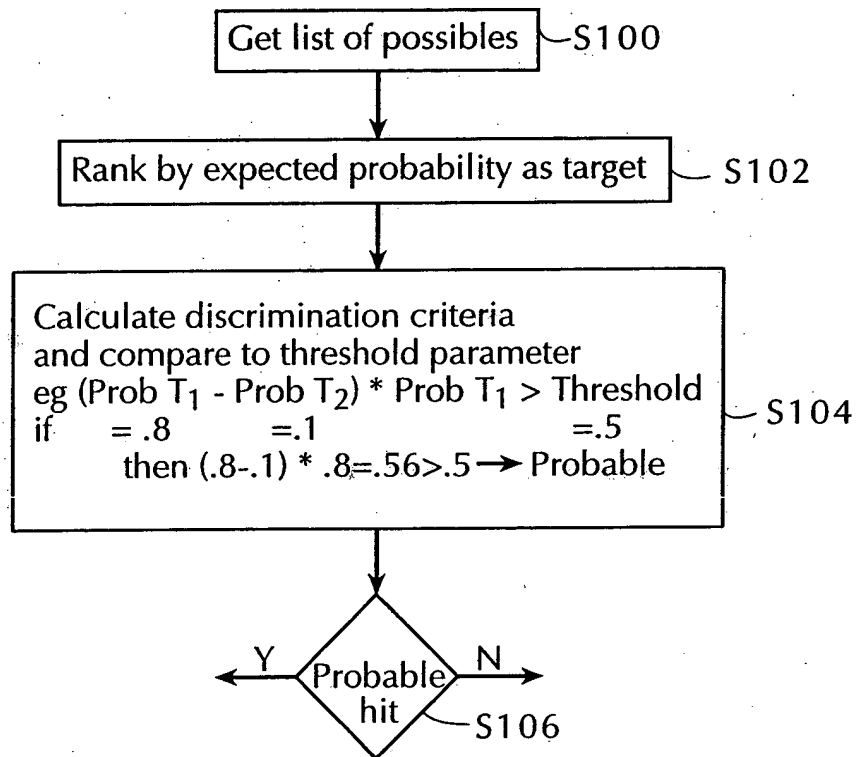 Get list of possibles S100
Rank by expected probability as target S102
Calculate discrimination criteria
and compare to threshold parameter
eg (Prob T₁ - Prob T₂) * Prob T₁ > Threshold
if = .8 =.1 =.5 S104
then (.8-.1) * .8=.56>.5→ Probable
Y Probable N
hit S106